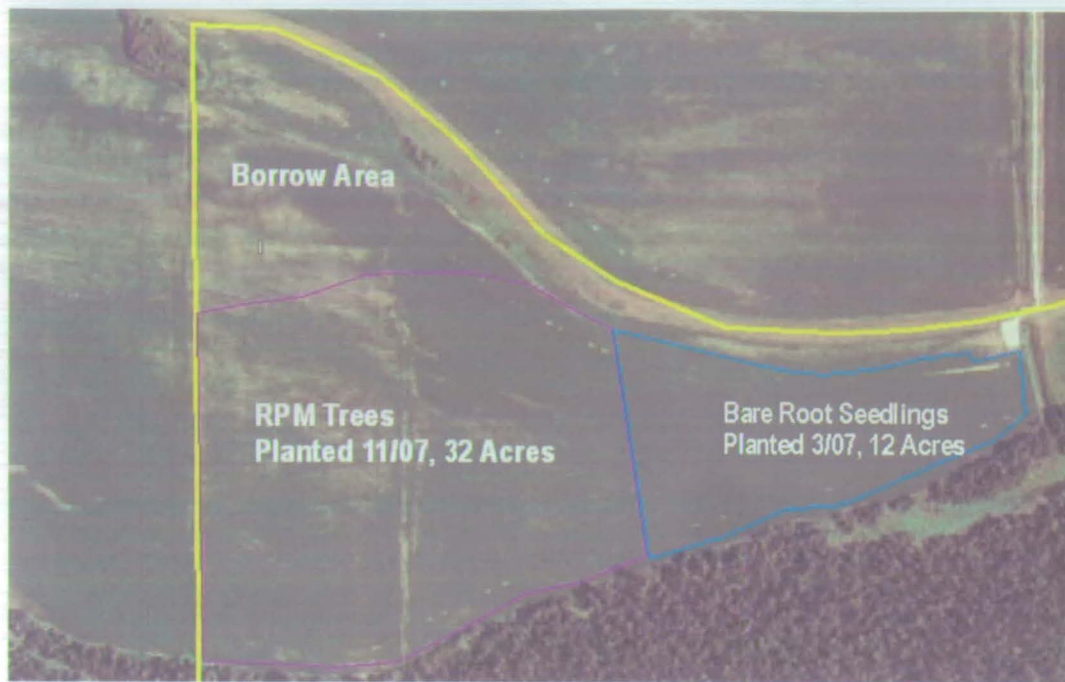 Borrow Area
RPM Trees
Planted 11/07, 32 Acres
Bare Root Seedlings
Planted 3/07, 12 Acres